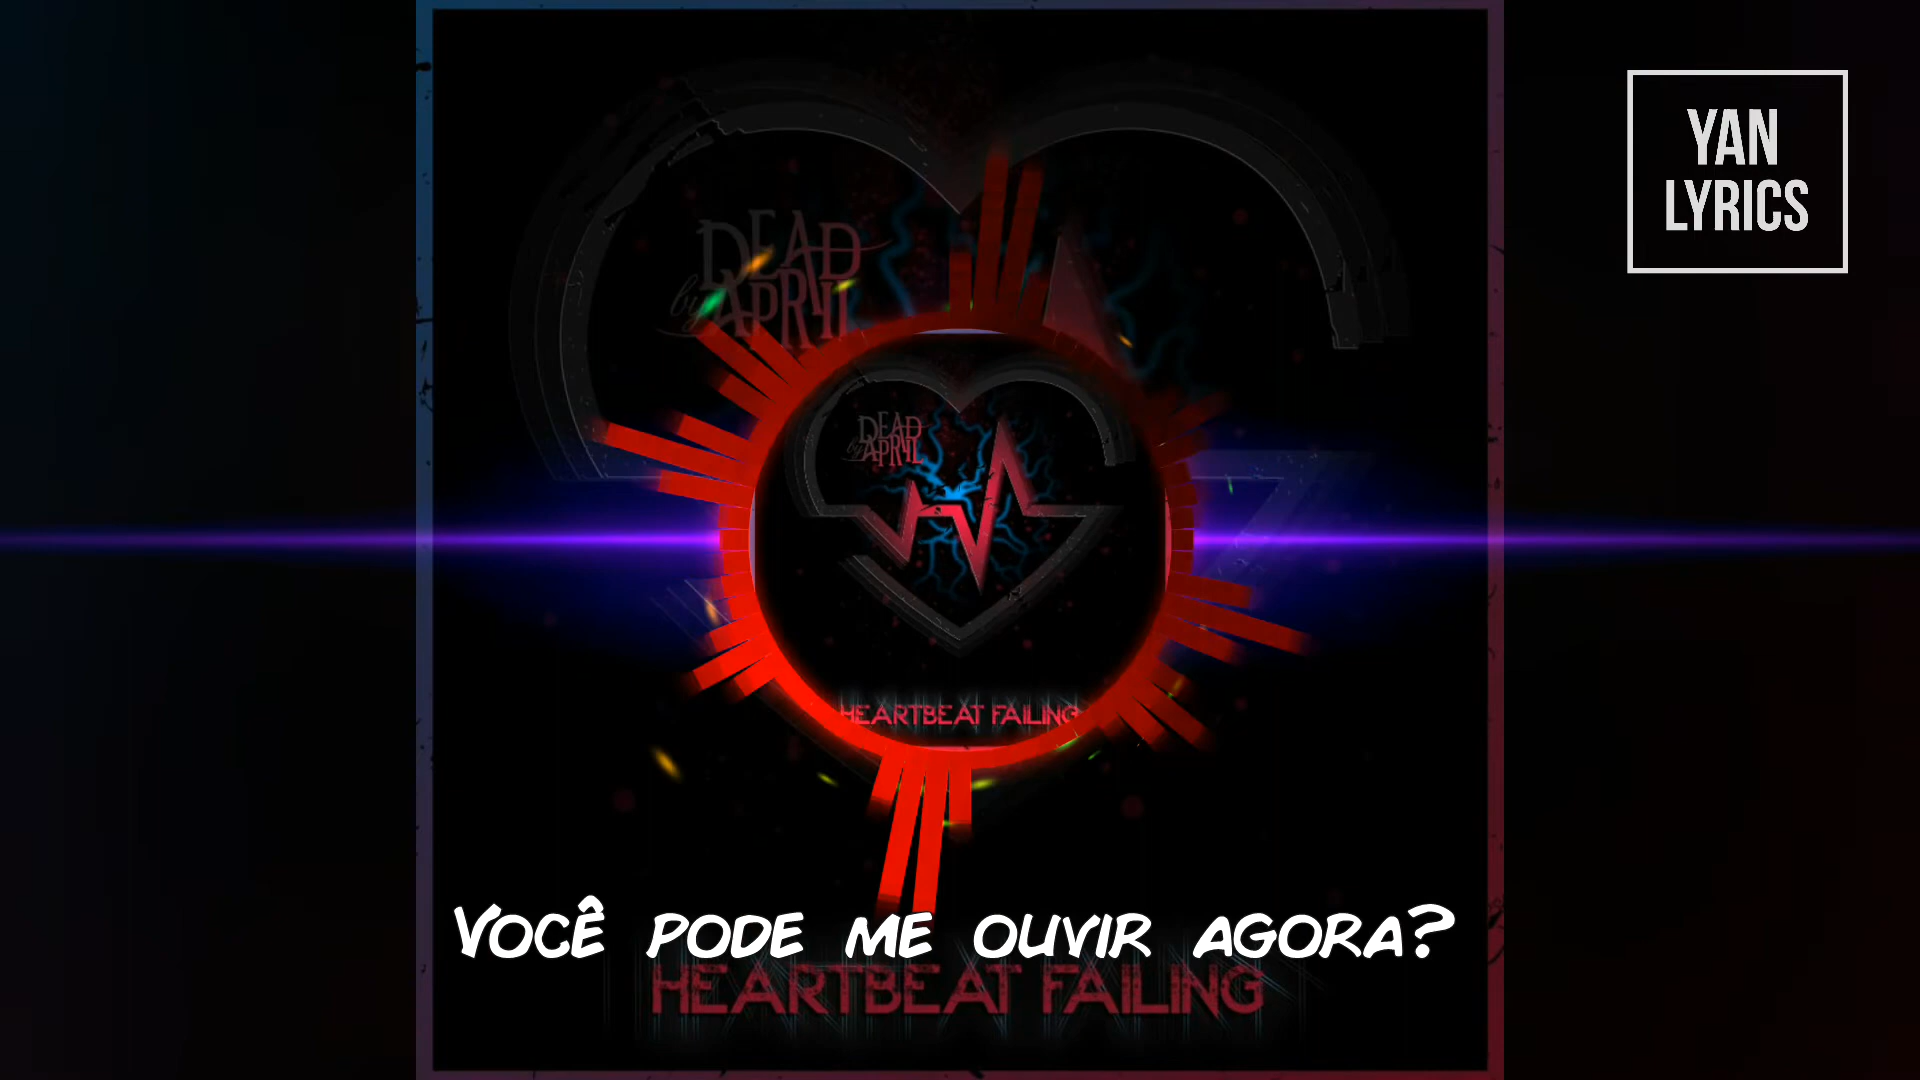 YAN
LYRICS
DEAD
by APRIL
DEAD
by APRIL
HEARTBEAT FAILING
VOCÊ PODE ME OUVIR AGORA?
HEARTBEAT FAILING